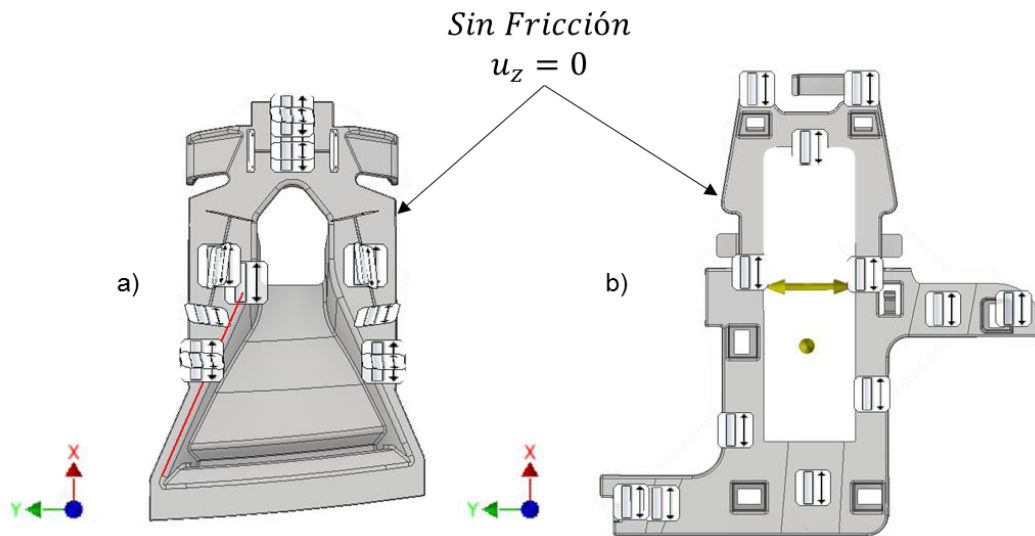 Sin Fricción
u_z = 0
a)
b)
X
Y
X
Y